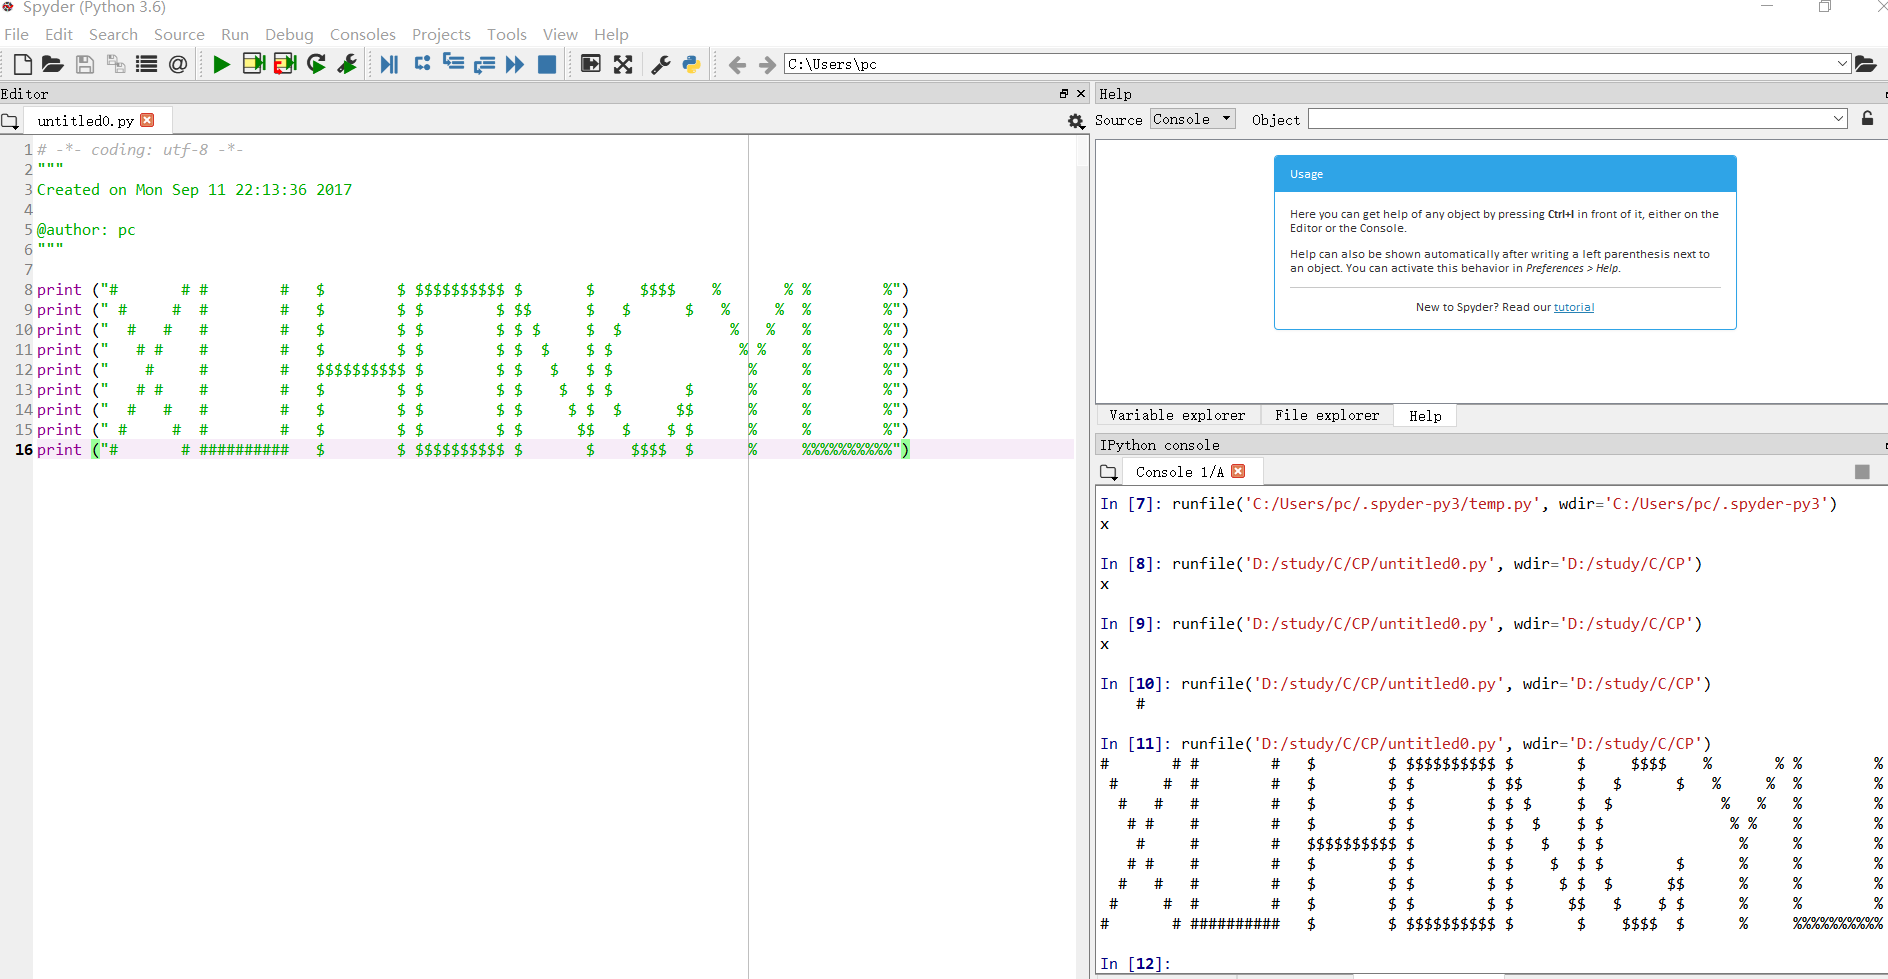 Spyder (Python 3.6)
File Edit Search Source Run Debug Consoles Projects Tools View Help
C:\Users\pc
Editor
untitled0.py
1 # -*- coding: utf-8 -*-
2 """
3 Created on Mon Sep 11 22:13:36 2017
4
5 @author: pc
6 """
7
8 print ("#       # #        #   $        $ $$$$$$$$$$ $       $     $$$$    %       % %        %")
9 print (" #     #  #        #   $        $ $        $ $$      $   $      $   %     %  %        %")
10 print ("  #   #   #        #   $        $ $        $ $ $     $  $            %   %   %        %")
11 print ("   # #    #        #   $        $ $        $ $  $    $ $              % %    %        %")
12 print ("    #     #        #   $$$$$$$$$$ $        $ $   $   $ $               %     %        %")
13 print ("   # #    #        #   $        $ $        $ $    $  $ $        $      %     %        %")
14 print ("  #   #   #        #   $        $ $        $ $     $ $  $      $$      %     %        %")
15 print (" #     #  #        #   $        $ $        $ $      $$   $    $ $      %     %        %")
16 print ("#       # ##########   $        $ $$$$$$$$$$ $       $    $$$$  $      %     %%%%%%%%%%")
Help
Source Console Object
Usage
Here you can get help of any object by pressing Ctrl+I in front of it, either on the
Editor or the Console.
Help can also be shown automatically after writing a left parenthesis next to
an object. You can activate this behavior in Preferences > Help.
New to Spyder? Read our tutorial
Variable explorer File explorer Help
IPython console
Console 1/A
In [7]: runfile('C:/Users/pc/.spyder-py3/temp.py', wdir='C:/Users/pc/.spyder-py3')
x
In [8]: runfile('D:/study/C/CP/untitled0.py', wdir='D:/study/C/CP')
x
In [9]: runfile('D:/study/C/CP/untitled0.py', wdir='D:/study/C/CP')
x
In [10]: runfile('D:/study/C/CP/untitled0.py', wdir='D:/study/C/CP')
    #
In [11]: runfile('D:/study/C/CP/untitled0.py', wdir='D:/study/C/CP')
#       # #        #   $        $ $$$$$$$$$$ $       $     $$$$    %       % %        %
 #     #  #        #   $        $ $        $ $$      $   $      $   %     %  %        %
  #   #   #        #   $        $ $        $ $ $     $  $            %   %   %        %
   # #    #        #   $        $ $        $ $  $    $ $              % %    %        %
    #     #        #   $$$$$$$$$$ $        $ $   $   $ $               %     %        %
   # #    #        #   $        $ $        $ $    $  $ $        $      %     %        %
  #   #   #        #   $        $ $        $ $     $ $  $      $$      %     %        %
 #     #  #        #   $        $ $        $ $      $$   $    $ $      %     %        %
#       # ##########   $        $ $$$$$$$$$$ $       $    $$$$  $      %     %%%%%%%%%%
In [12]: